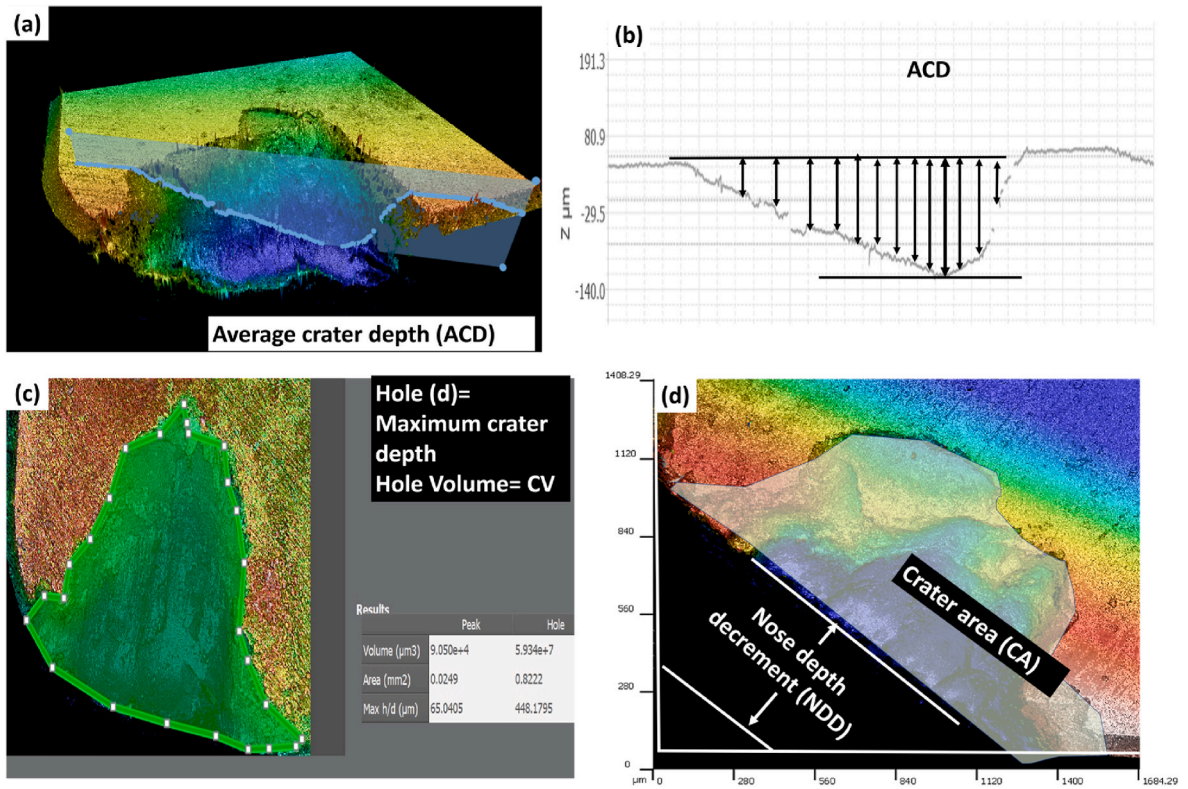 (a)
Average crater depth (ACD)
(b)
ACD
191.3
80.9
-29.5
-140.0
Z µm
(c)
Hole (d)=
Maximum crater
depth
Hole Volume= CV
Results
Peak Hole
Volume (µm3) 9.050e+4 5.934e+7
Area (mm2) 0.0249 0.8222
Max h/d (µm) 65.0405 448.1795
(d)
1408.29
1120
840
560
280
0
Crater area (CA)
Nose depth
decrement (NDD)
µm 0 280 560 840 1120 1400 1684.29